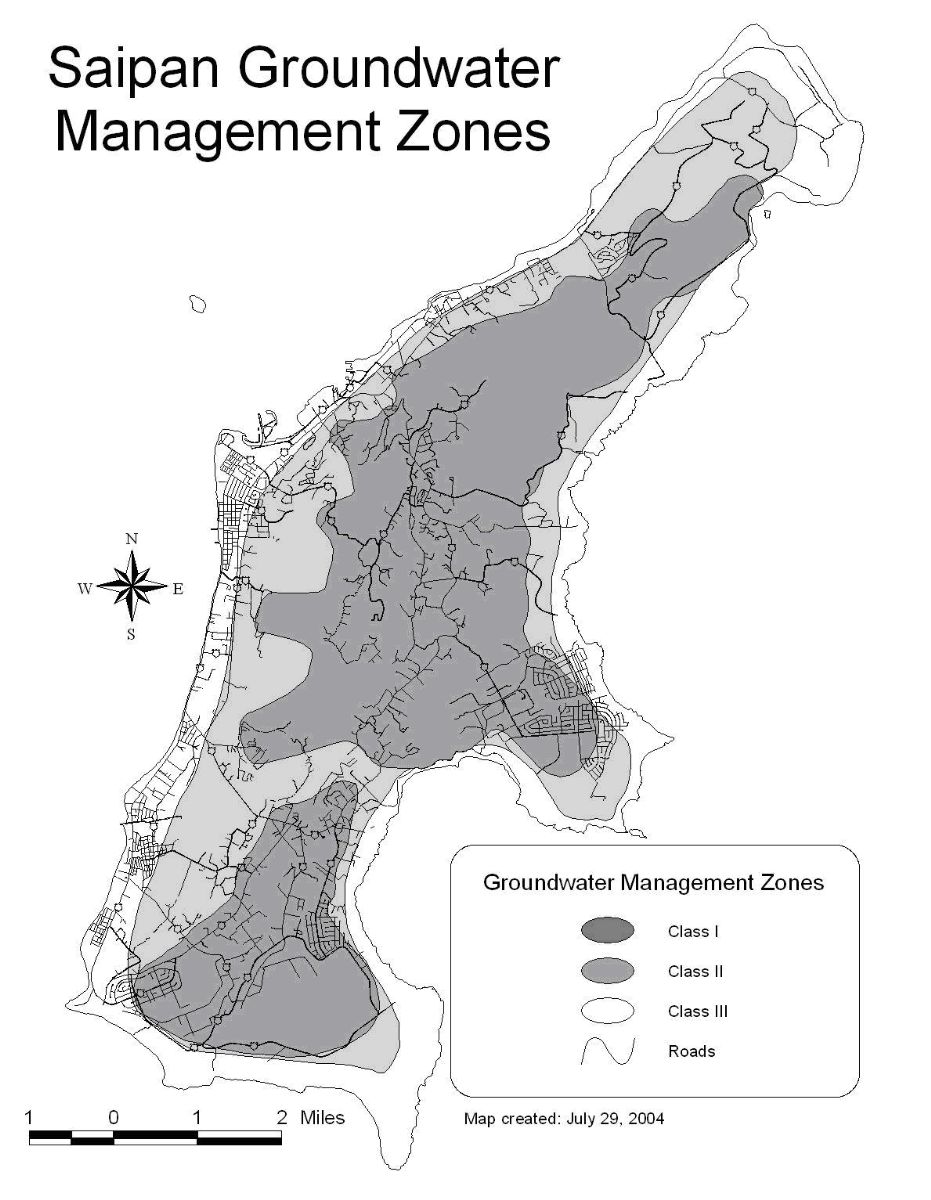 Saipan Groundwater
Management Zones
N
W
E
S
Groundwater Management Zones
Class I
Class II
Class III
Roads
1 0 1 2 Miles
Map created: July 29, 2004